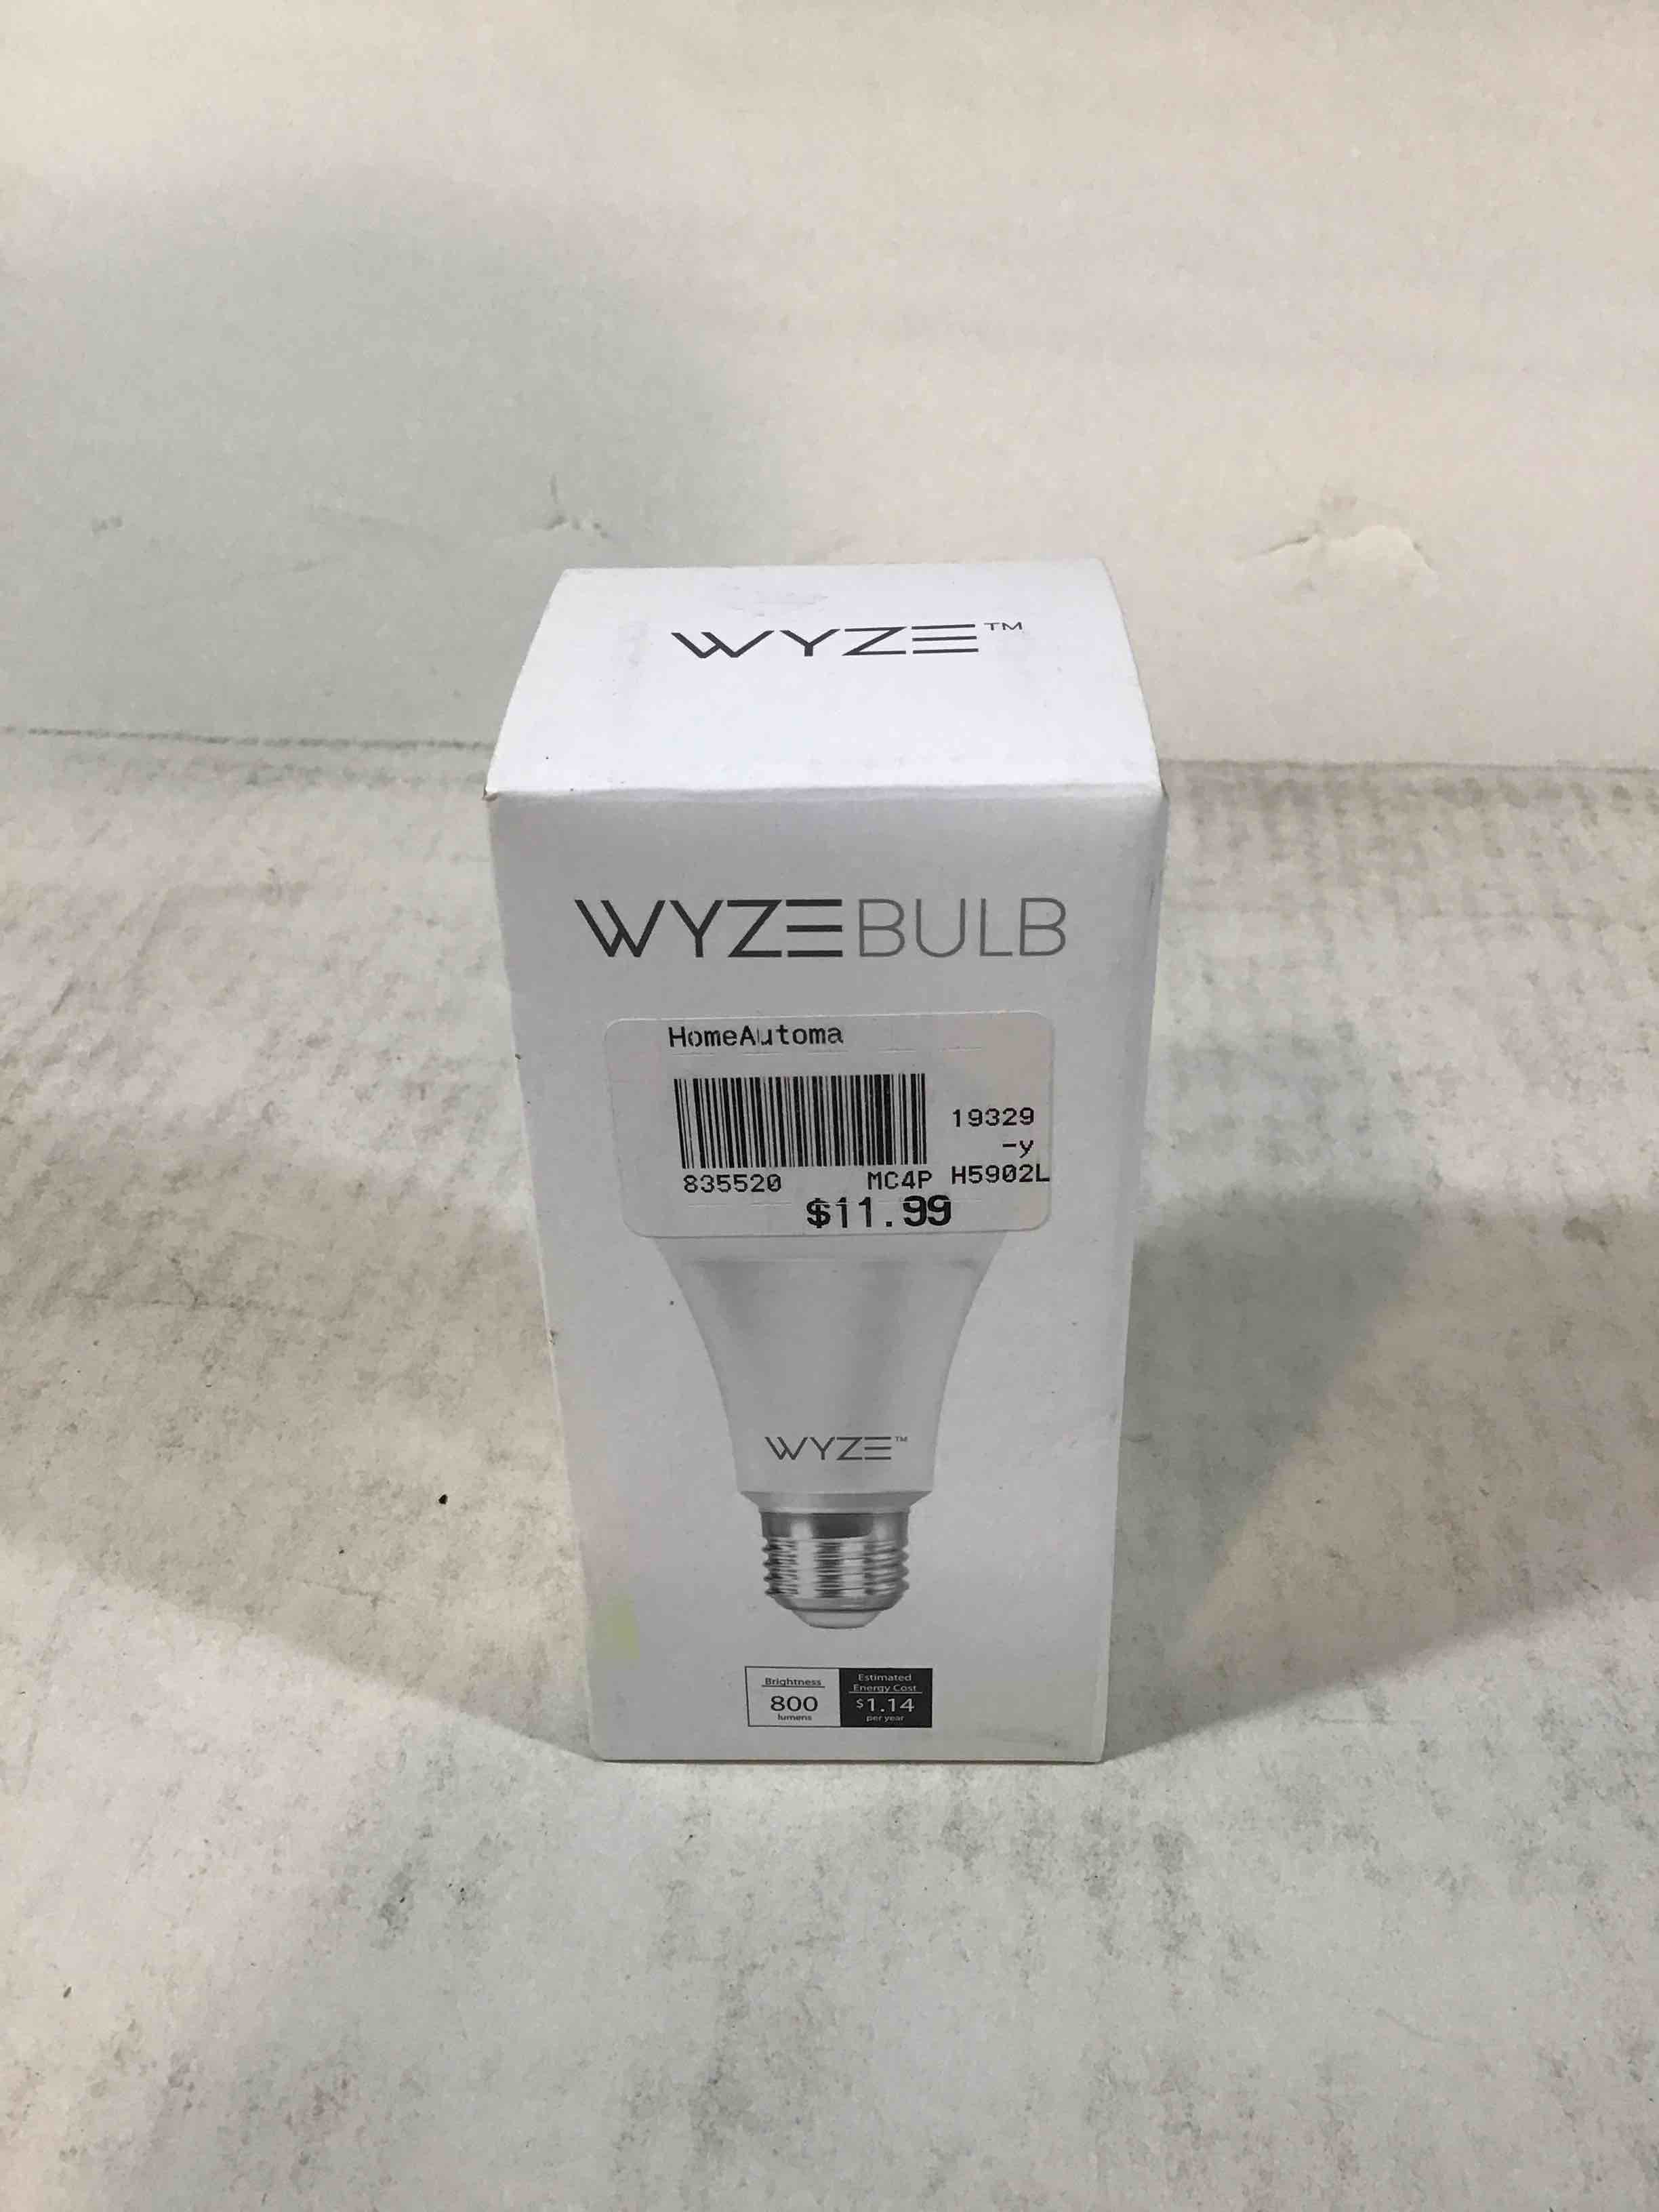 WYZE™
WYZEBULB
HomeAutoma
19329
-y
835520 MC4P H5902L
$11.99
WYZE™
Brightness
800
lumens
Estimated
Energy Cost
$1.14
per year